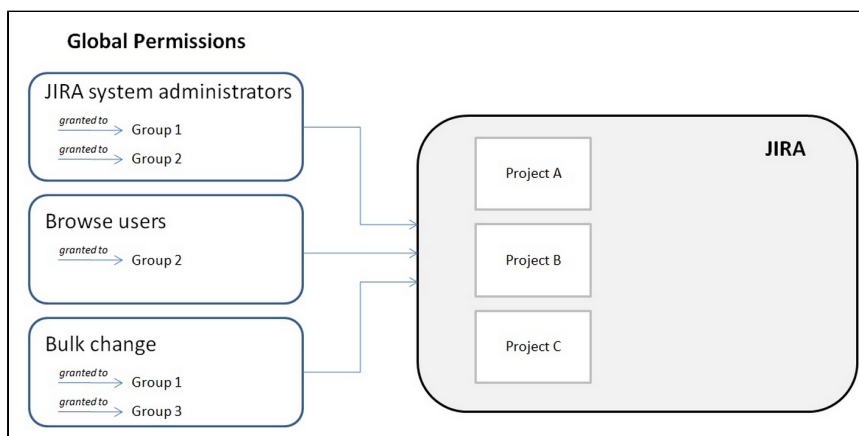 Global Permissions
JIRA system administrators
granted to Group 1
granted to Group 2
Browse users
granted to Group 2
Bulk change
granted to Group 1
granted to Group 3
JIRA
Project A
Project B
Project C